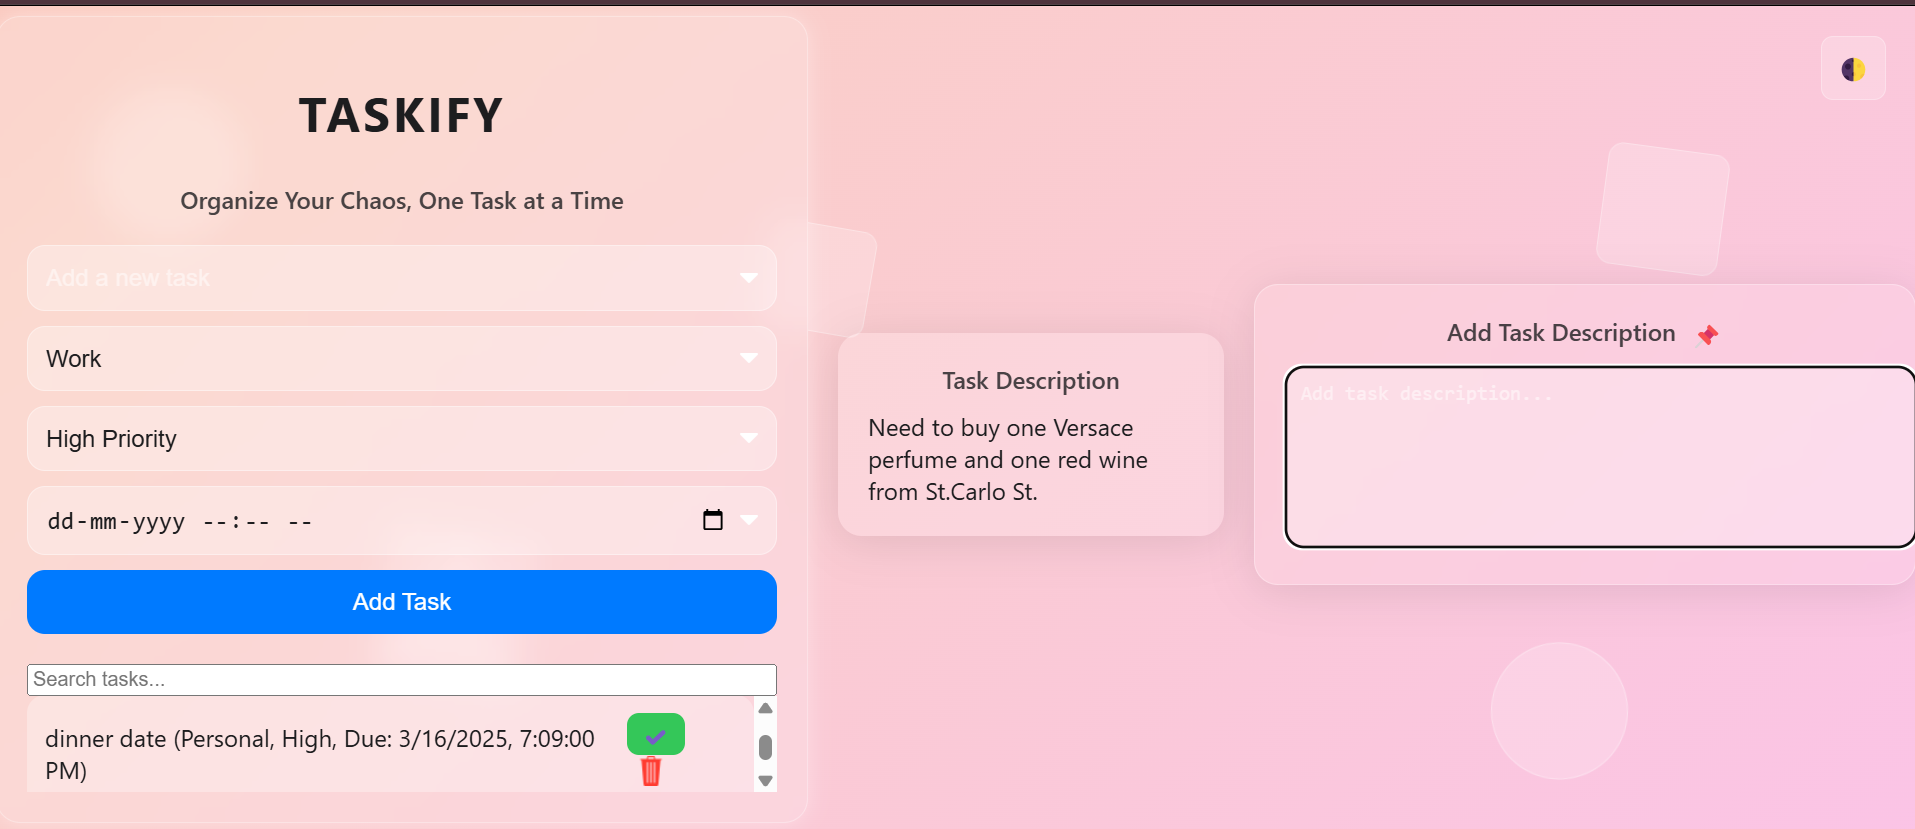 TASKIFY
Organize Your Chaos, One Task at a Time
Add a new task
Work
High Priority
dd-mm-yyyy --:-- --
Add Task
Search tasks...
dinner date (Personal, High, Due: 3/16/2025, 7:09:00
PM)
Task Description
Need to buy one Versace
perfume and one red wine
from St.Carlo St.
Add Task Description
Add task description...